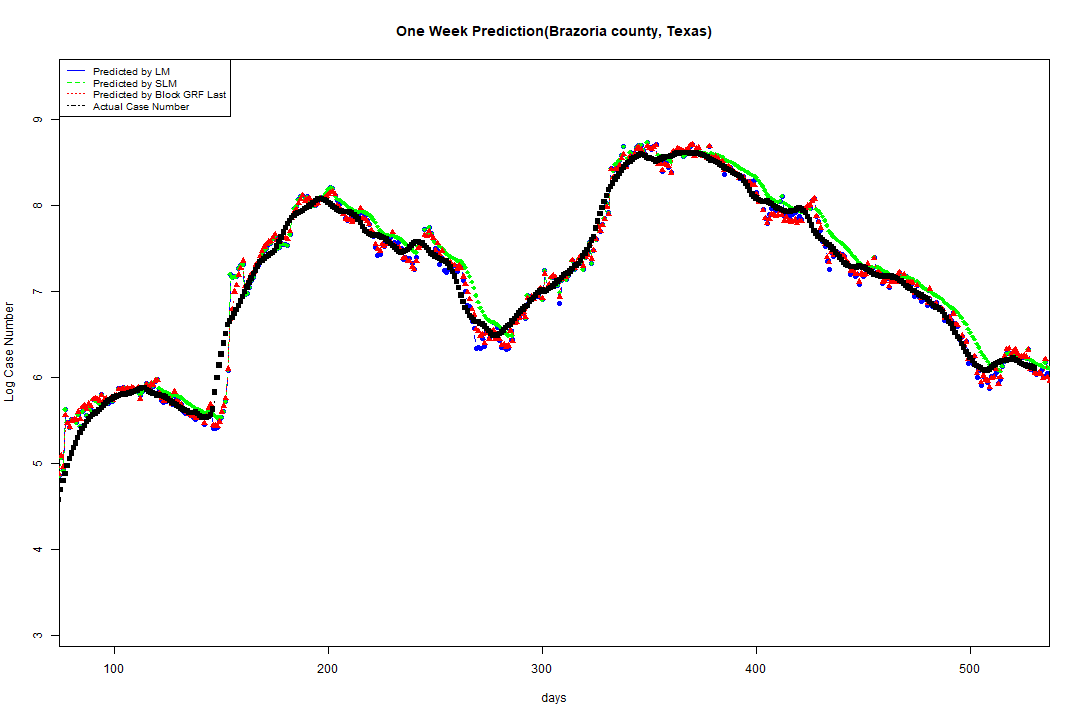 One Week Prediction(Brazoria county, Texas)
Predicted by LM
Predicted by SLM
Predicted by Block GRF Last
Actual Case Number
9
8
7
6
5
4
3
Log Case Number
100 200 300 400 500
days